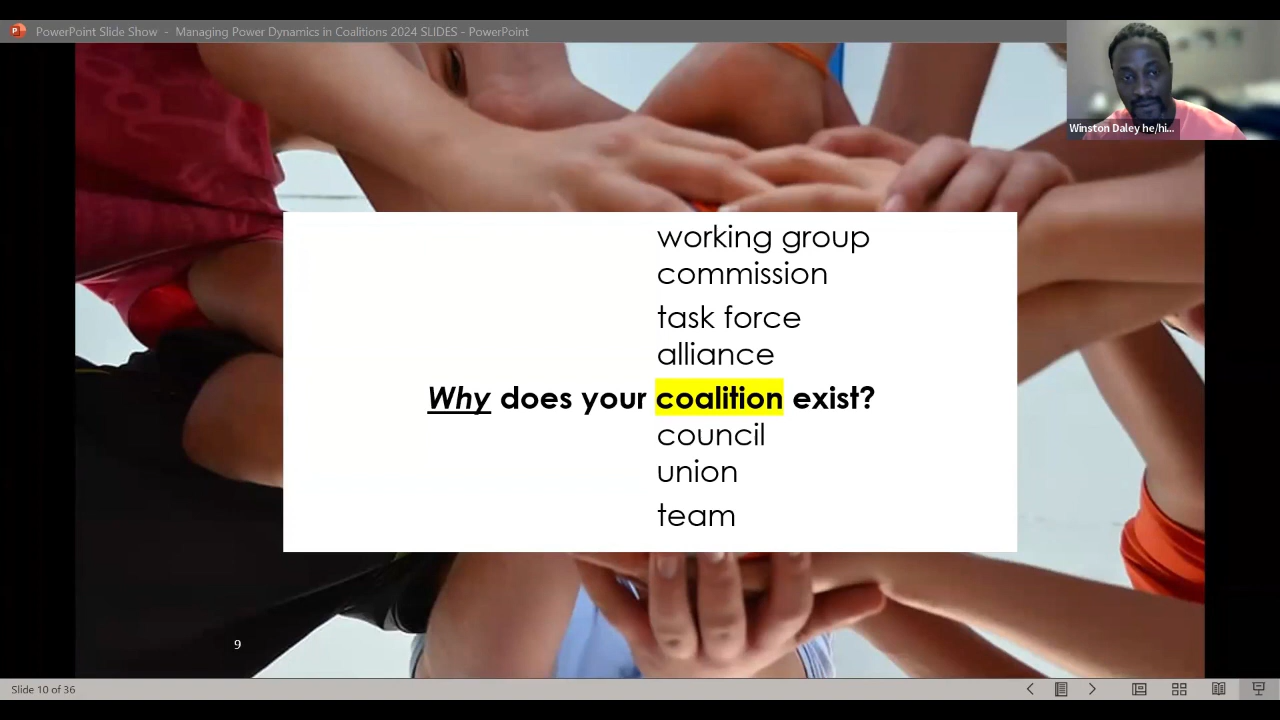 PowerPoint Slide Show - Managing Power Dynamics in Coalitions 2024 SLIDES - PowerPoint
Winston Daley he/hi...
working group
commission
task force
alliance
Why does your coalition exist?
council
union
team
9
Slide 10 of 36